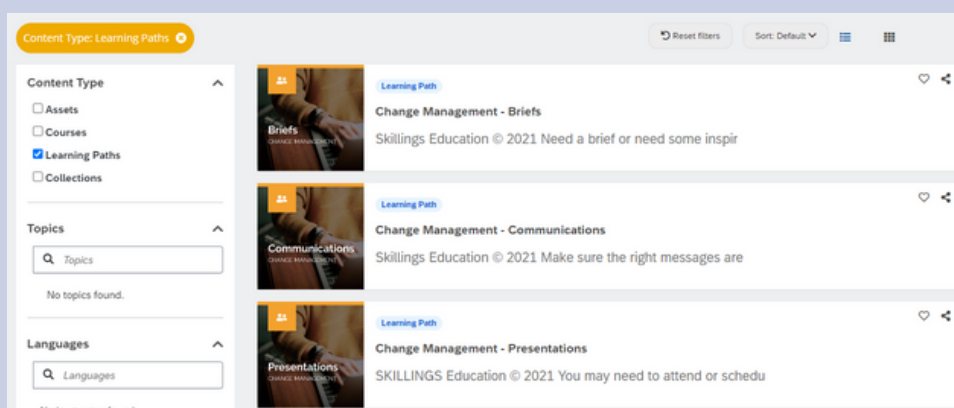 Content Type: Learning Paths
Reset filters
Sort: Default
Content Type
Assets
Courses
Learning Paths
Collections
Topics
Topics
No topics found.
Languages
Languages
Briefs
CHANGE MANAGEMENT
Learning Path
Change Management - Briefs
Skillings Education © 2021 Need a brief or need some inspir
Communications
CHANGE MANAGEMENT
Learning Path
Change Management - Communications
Skillings Education © 2021 Make sure the right messages are
Presentations
CHANGE MANAGEMENT
Learning Path
Change Management - Presentations
SKILLINGS Education © 2021 You may need to attend or schedu